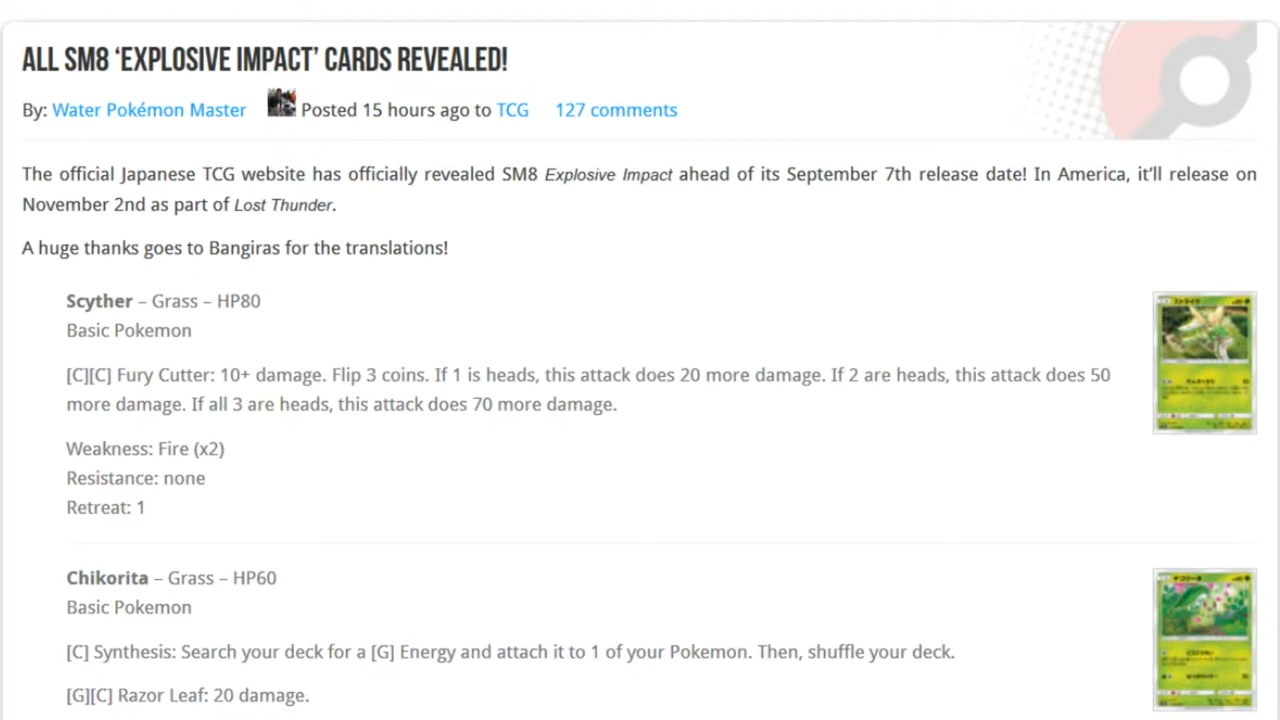 ALL SM8 ‘EXPLOSIVE IMPACT’ CARDS REVEALED!
By: Water Pokémon Master Posted 15 hours ago to TCG 127 comments
The official Japanese TCG website has officially revealed SM8 Explosive Impact ahead of its September 7th release date! In America, it’ll release on
November 2nd as part of Lost Thunder.
A huge thanks goes to Bangiras for the translations!
Scyther – Grass – HP80
Basic Pokemon
[C][C] Fury Cutter: 10+ damage. Flip 3 coins. If 1 is heads, this attack does 20 more damage. If 2 are heads, this attack does 50
more damage. If all 3 are heads, this attack does 70 more damage.
Weakness: Fire (x2)
Resistance: none
Retreat: 1
Chikorita – Grass – HP60
Basic Pokemon
[C] Synthesis: Search your deck for a [G] Energy and attach it to 1 of your Pokemon. Then, shuffle your deck.
[G][C] Razor Leaf: 20 damage.